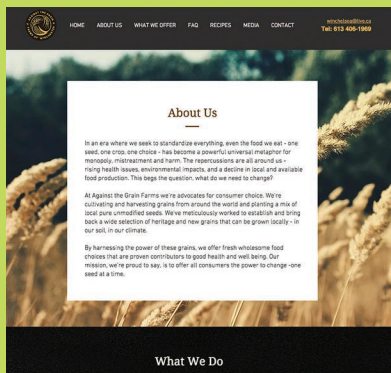 HOME ABOUT US WHAT WE OFFER FAQ RECIPES MEDIA CONTACT
winchelsea@live.ca
Tel: 613 406-1969
About Us
In an era where we seek to standardize everything, even the food we eat - one
seed, one crop, one choice - has become a powerful universal metaphor for
monopoly, mistreatment and harm. The repercussions are all around us -
rising health issues, environmental impacts, and a decline in local and available
food production. This begs the question, what do we need to change?
At Against the Grain Farms we're advocates for consumer choice. We're
cultivating and harvesting grains from around the world and planting a mix of
local pure unmodified seeds. We've meticulously worked to establish and bring
back a wide selection of heritage and new grains that can be grown locally - in
our soil, in our climate.
By harnessing the power of these grains, we offer fresh wholesome food
choices that are proven contributors to good health and well being. Our
mission, we're proud to say, is to offer all consumers the power to change -one
seed at a time.
What We Do